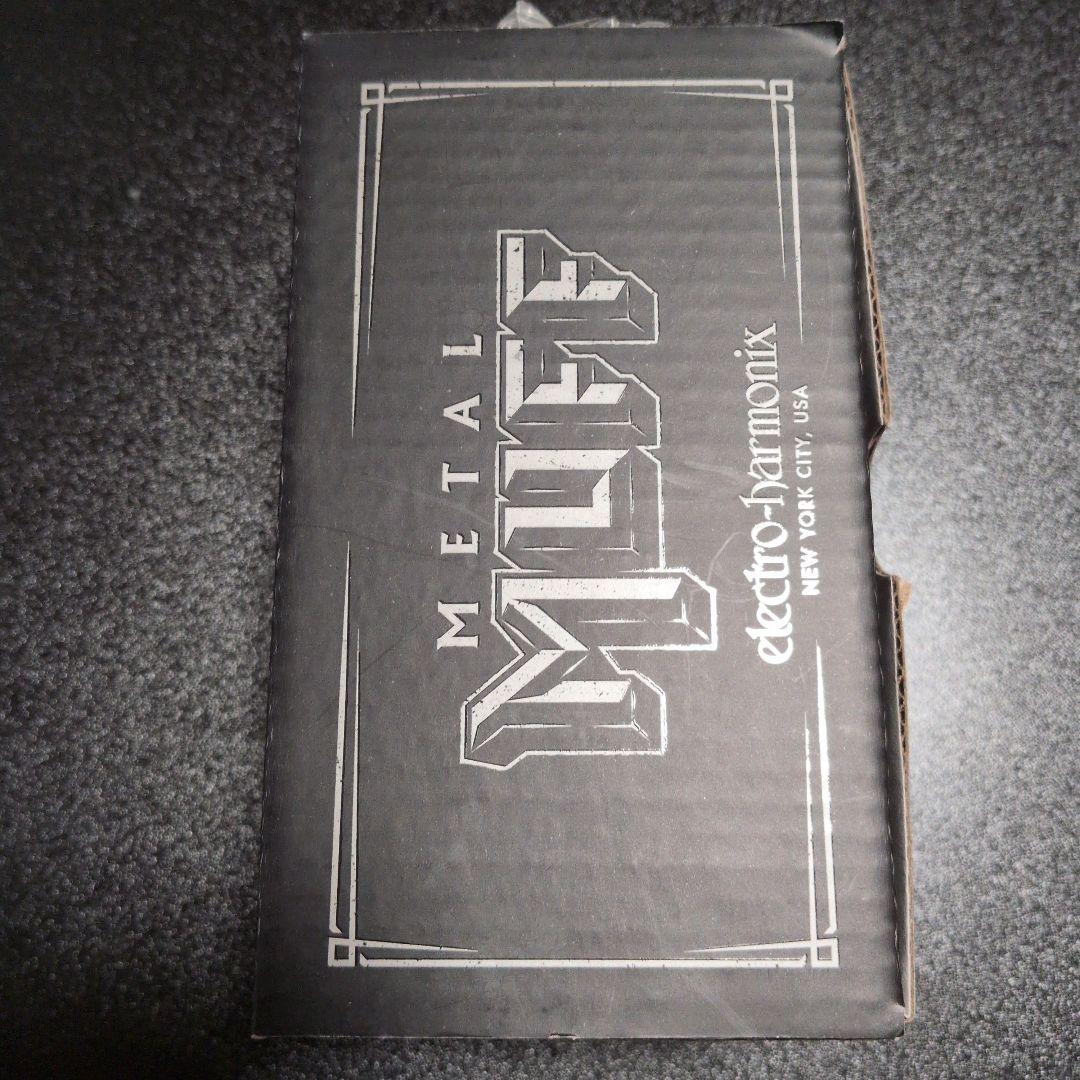 METAL
MUFF
electro-harmonix
NEW YORK CITY, USA